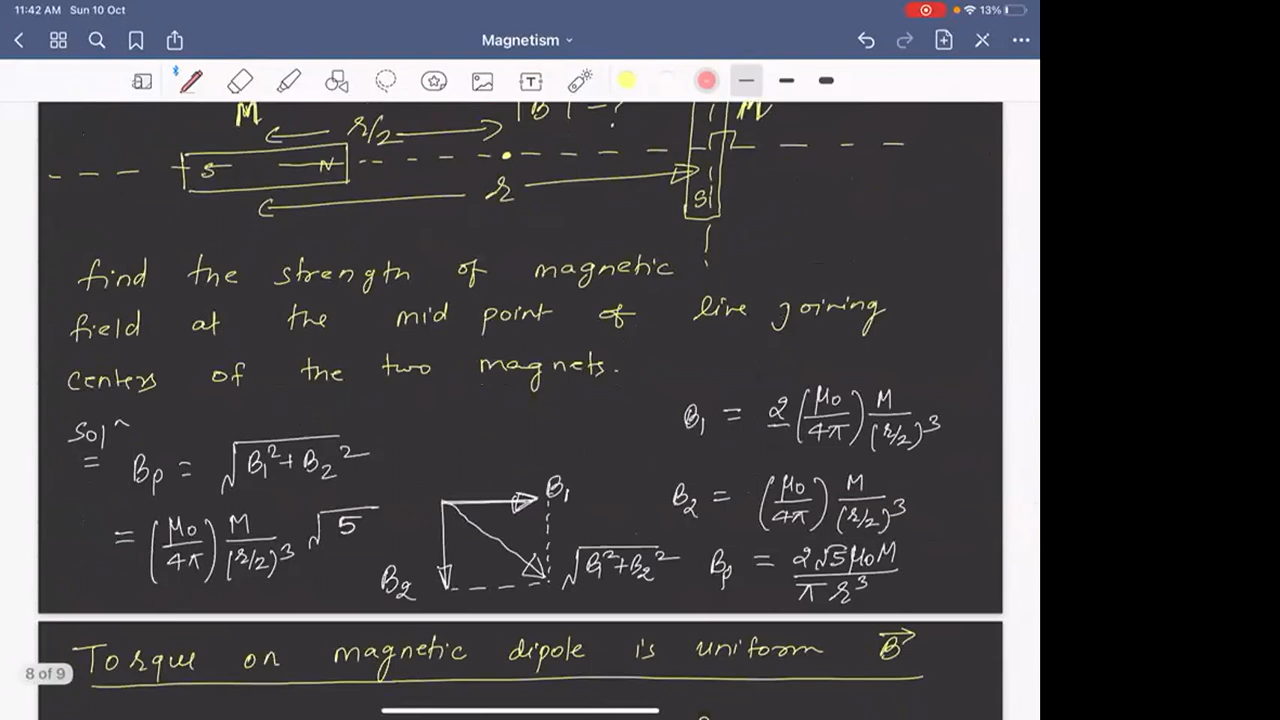 11:42 AM Sun 10 Oct 13%
Magnetism
T
M |B| = ? M
r/2
S N
r
S
find the strength of magnetic
field at the mid point of live joining
centers of the two magnets.
Solⁿ
= Bp = √(B₁² + B₂²)
= (μ₀/4π) M/(r/2)³ √5
B₁
B₂
√(B₁² + B₂²)
B₁ = 2 (μ₀/4π) M/(r/2)³
B₂ = (μ₀/4π) M/(r/2)³
Bp = 2√5 μ₀M/πr³
Torque on magnetic dipole is uniform B⃗
8 of 9